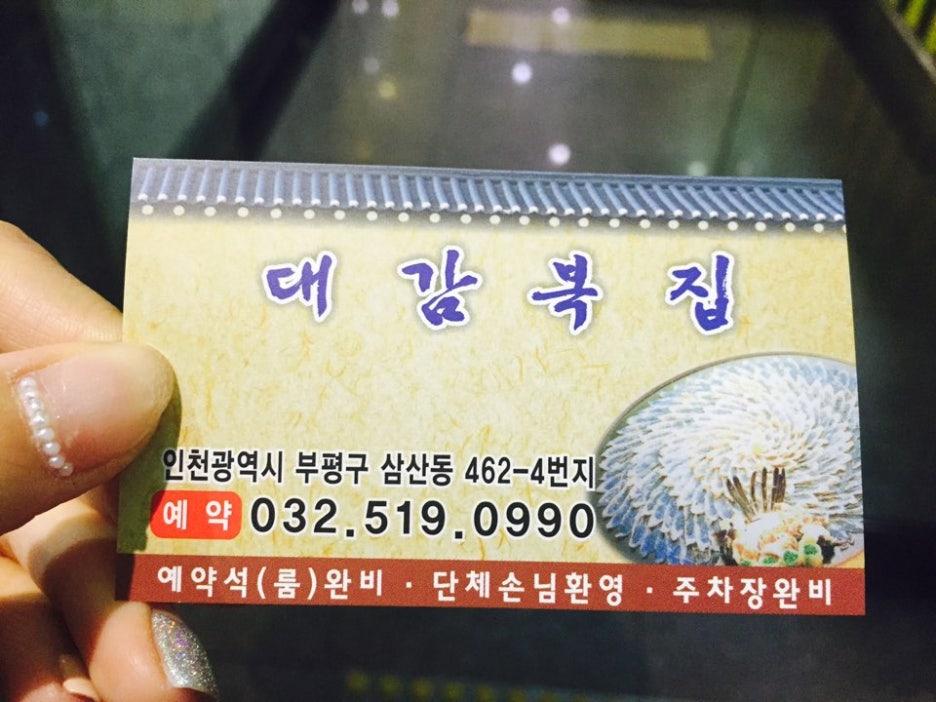 대감복집
인천광역시 부평구 삼산동 462-4번지
예약 032.519.0990
예약석(룸)완비 · 단체손님환영 · 주차장완비